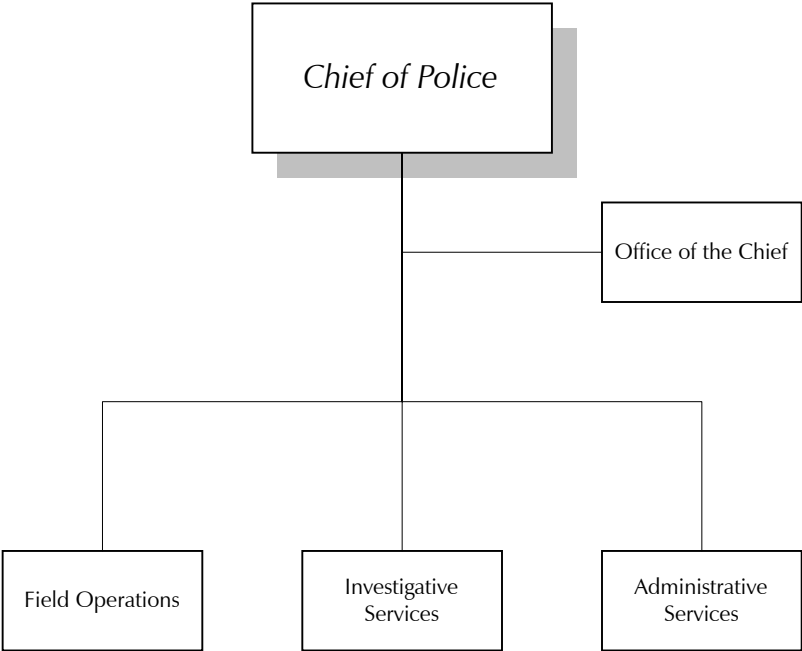 Chief of Police
Office of the Chief
Field Operations
Investigative
Services
Administrative
Services